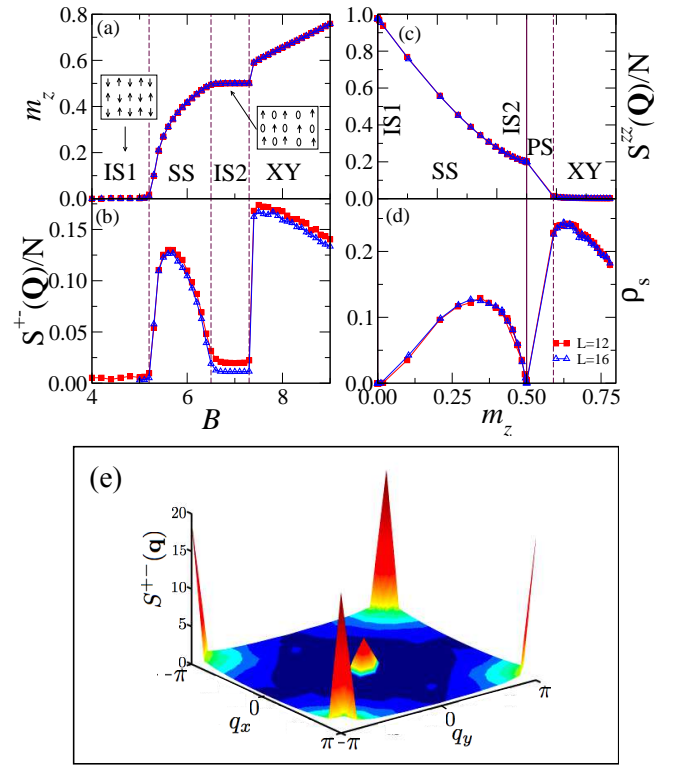 (a)
m_z
0.8
0.6
0.4
0.2
0.0
IS1
SS
IS2
XY
(b)
S^{+-}(Q)/N
0.15
0.10
0.05
0.00
4
6
8
B
(c)
S^{zz}(Q)/N
1
0.8
0.6
0.4
0.2
0
IS1
SS
IS2
PS
XY
(d)
ρ_s
0.2
0.1
0
L=12
L=16
0.00
0.25
0.50
0.75
m_z
(e)
S^{+−}(q)
20
15
10
5
0
−π
0
π
q_x
−π
0
π
q_y